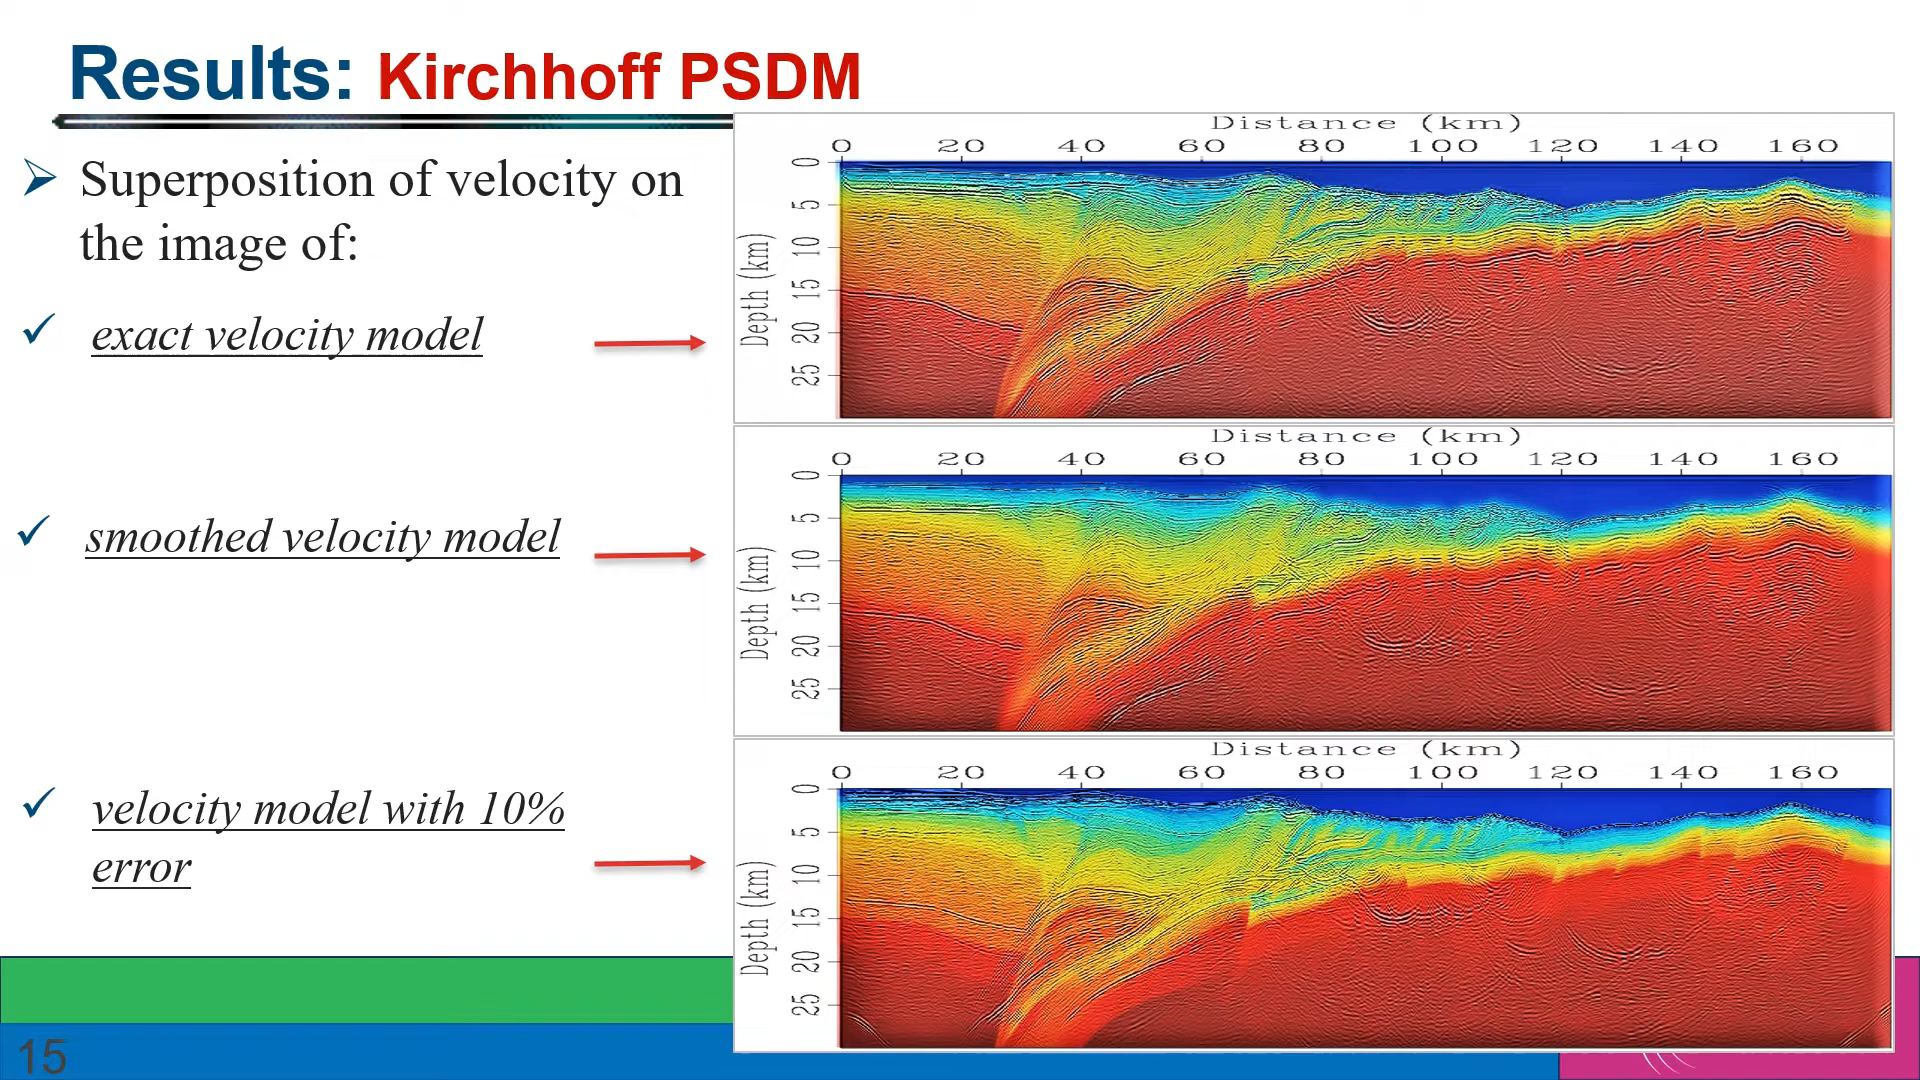 Results: Kirchhoff PSDM
Superposition of velocity on
the image of:
exact velocity model
smoothed velocity model
velocity model with 10%
error
15
Distance (km)
0 20 40 60 80 100 120 140 160
Depth (km)
0
5
10
15
20
25
Distance (km)
0 20 40 60 80 100 120 140 160
Depth (km)
0
5
10
15
20
25
Distance (km)
0 20 40 60 80 100 120 140 160
Depth (km)
0
5
10
15
20
25